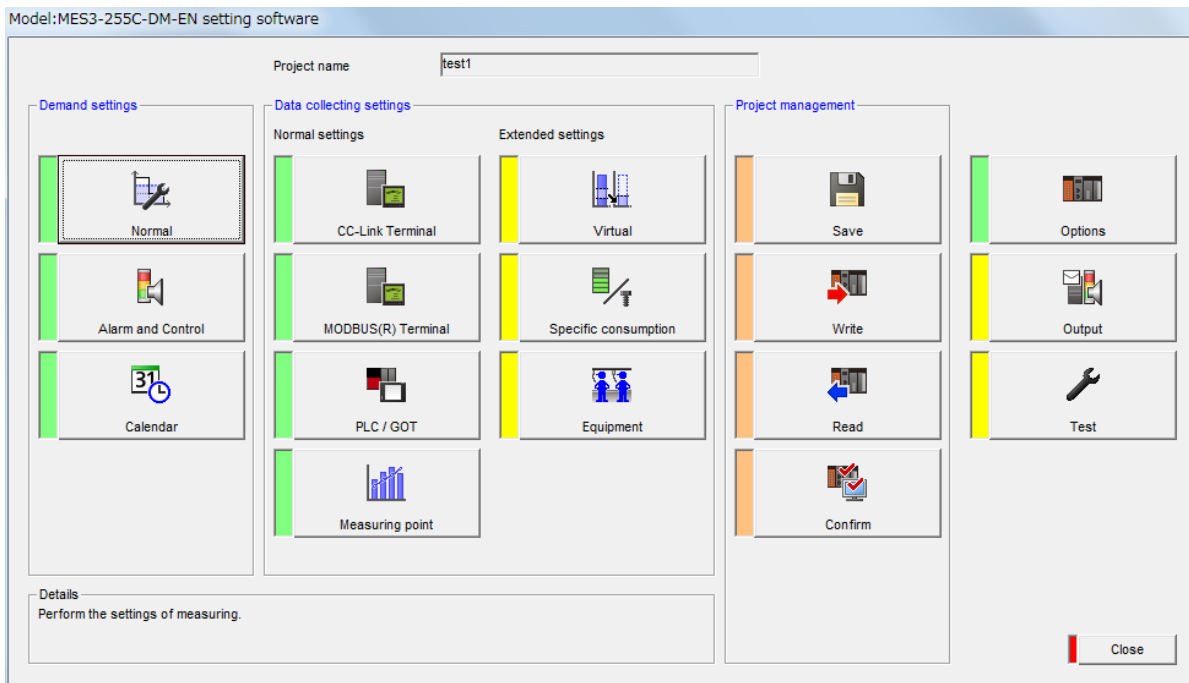 Model:MES3-255C-DM-EN setting software
Project name
test1
Demand settings
Data collecting settings
Project management
Normal settings
Extended settings
Normal
CC-Link Terminal
Virtual
Save
Options
Alarm and Control
MODBUS(R) Terminal
Specific consumption
Write
Output
31
Calendar
PLC / GOT
Equipment
Read
Test
Measuring point
Confirm
Details
Perform the settings of measuring.
Close